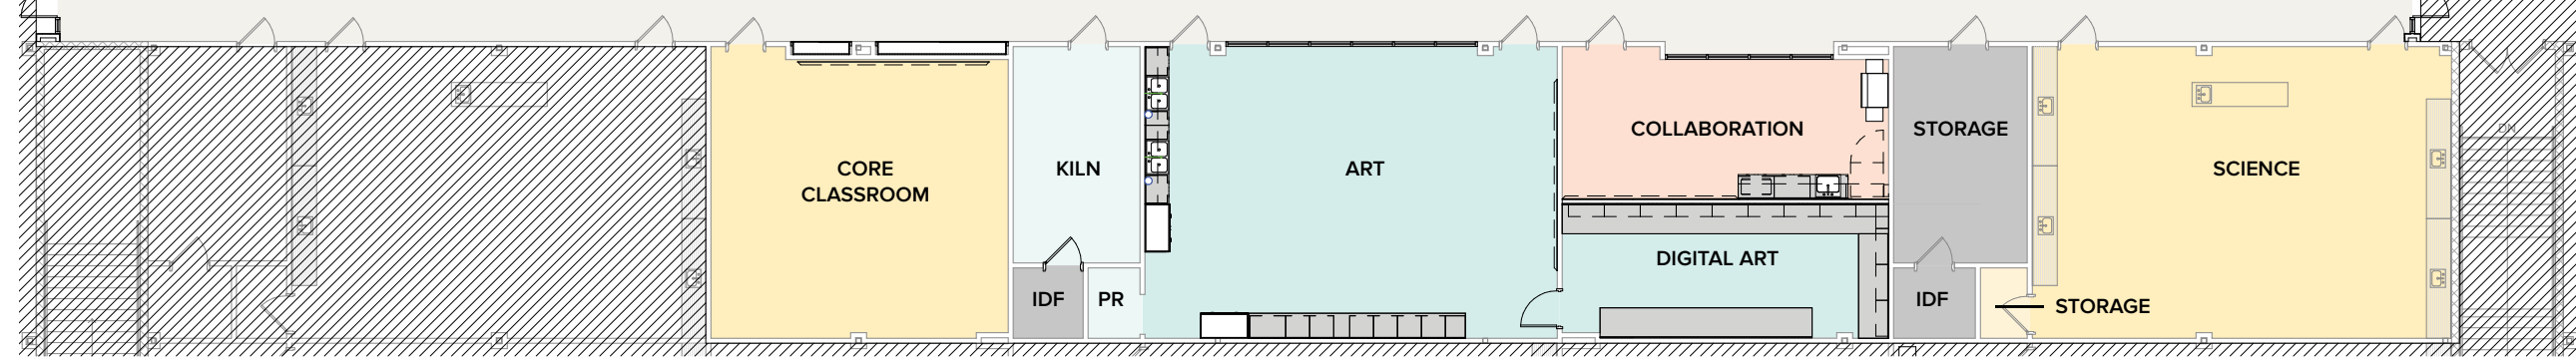 CORE
CLASSROOM
KILN
IDF
PR
ART
COLLABORATION
DIGITAL ART
STORAGE
IDF
STORAGE
SCIENCE
DN